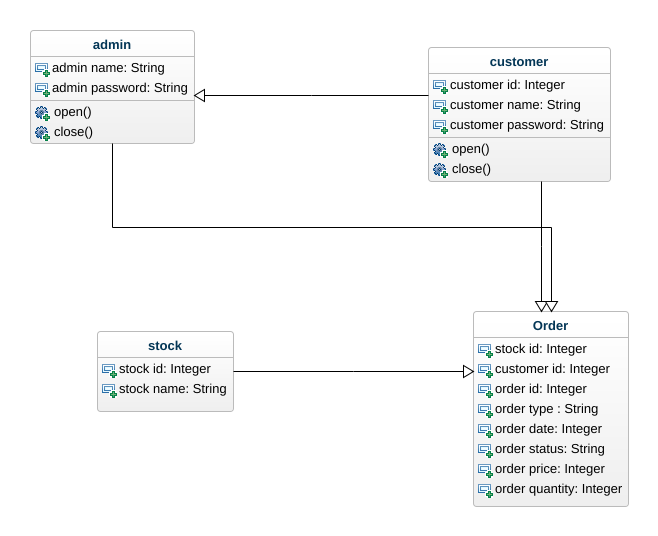 admin
admin name: String
admin password: String
open()
close()
customer
customer id: Integer
customer name: String
customer password: String
open()
close()
stock
stock id: Integer
stock name: String
Order
stock id: Integer
customer id: Integer
order id: Integer
order type : String
order date: Integer
order status: String
order price: Integer
order quantity: Integer